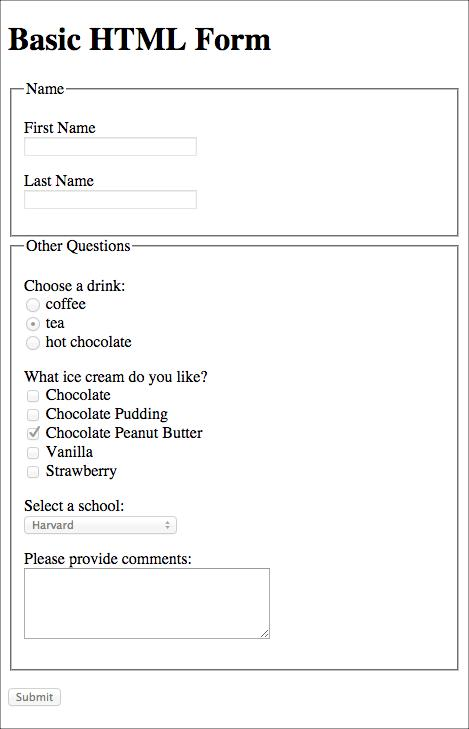 Basic HTML Form
Name
First Name
Last Name
Other Questions
Choose a drink:
coffee
tea
hot chocolate
What ice cream do you like?
Chocolate
Chocolate Pudding
Chocolate Peanut Butter
Vanilla
Strawberry
Select a school:
Harvard
Please provide comments:
Submit